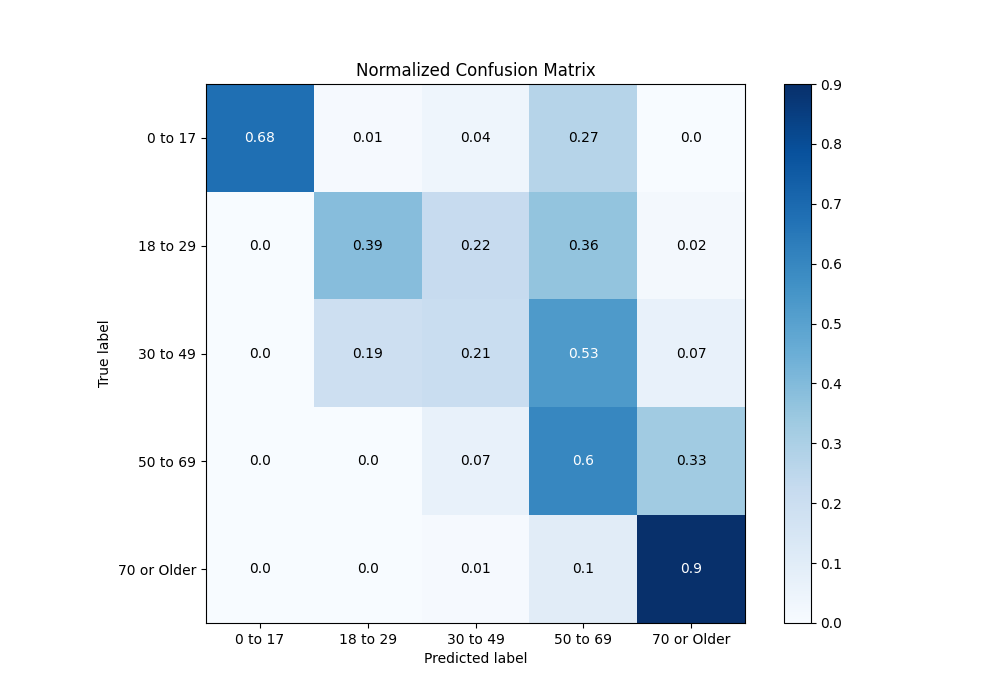 Normalized Confusion Matrix
True label
0 to 17 0.68 0.01 0.04 0.27 0.0
18 to 29 0.0 0.39 0.22 0.36 0.02
30 to 49 0.0 0.19 0.21 0.53 0.07
50 to 69 0.0 0.0 0.07 0.6 0.33
70 or Older 0.0 0.0 0.01 0.1 0.9
0 to 17 18 to 29 30 to 49 50 to 69 70 or Older
Predicted label
0.9
0.8
0.7
0.6
0.5
0.4
0.3
0.2
0.1
0.0